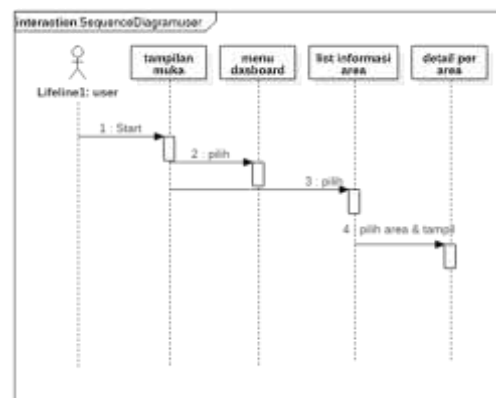 interaction SequenceDiagramuser
tampilan
muka
menu
dasboard
list informasi
area
detail per
area
Lifeline1: user
1 : Start
2 : pilih
3 : pilih
4 : pilih area & tampil